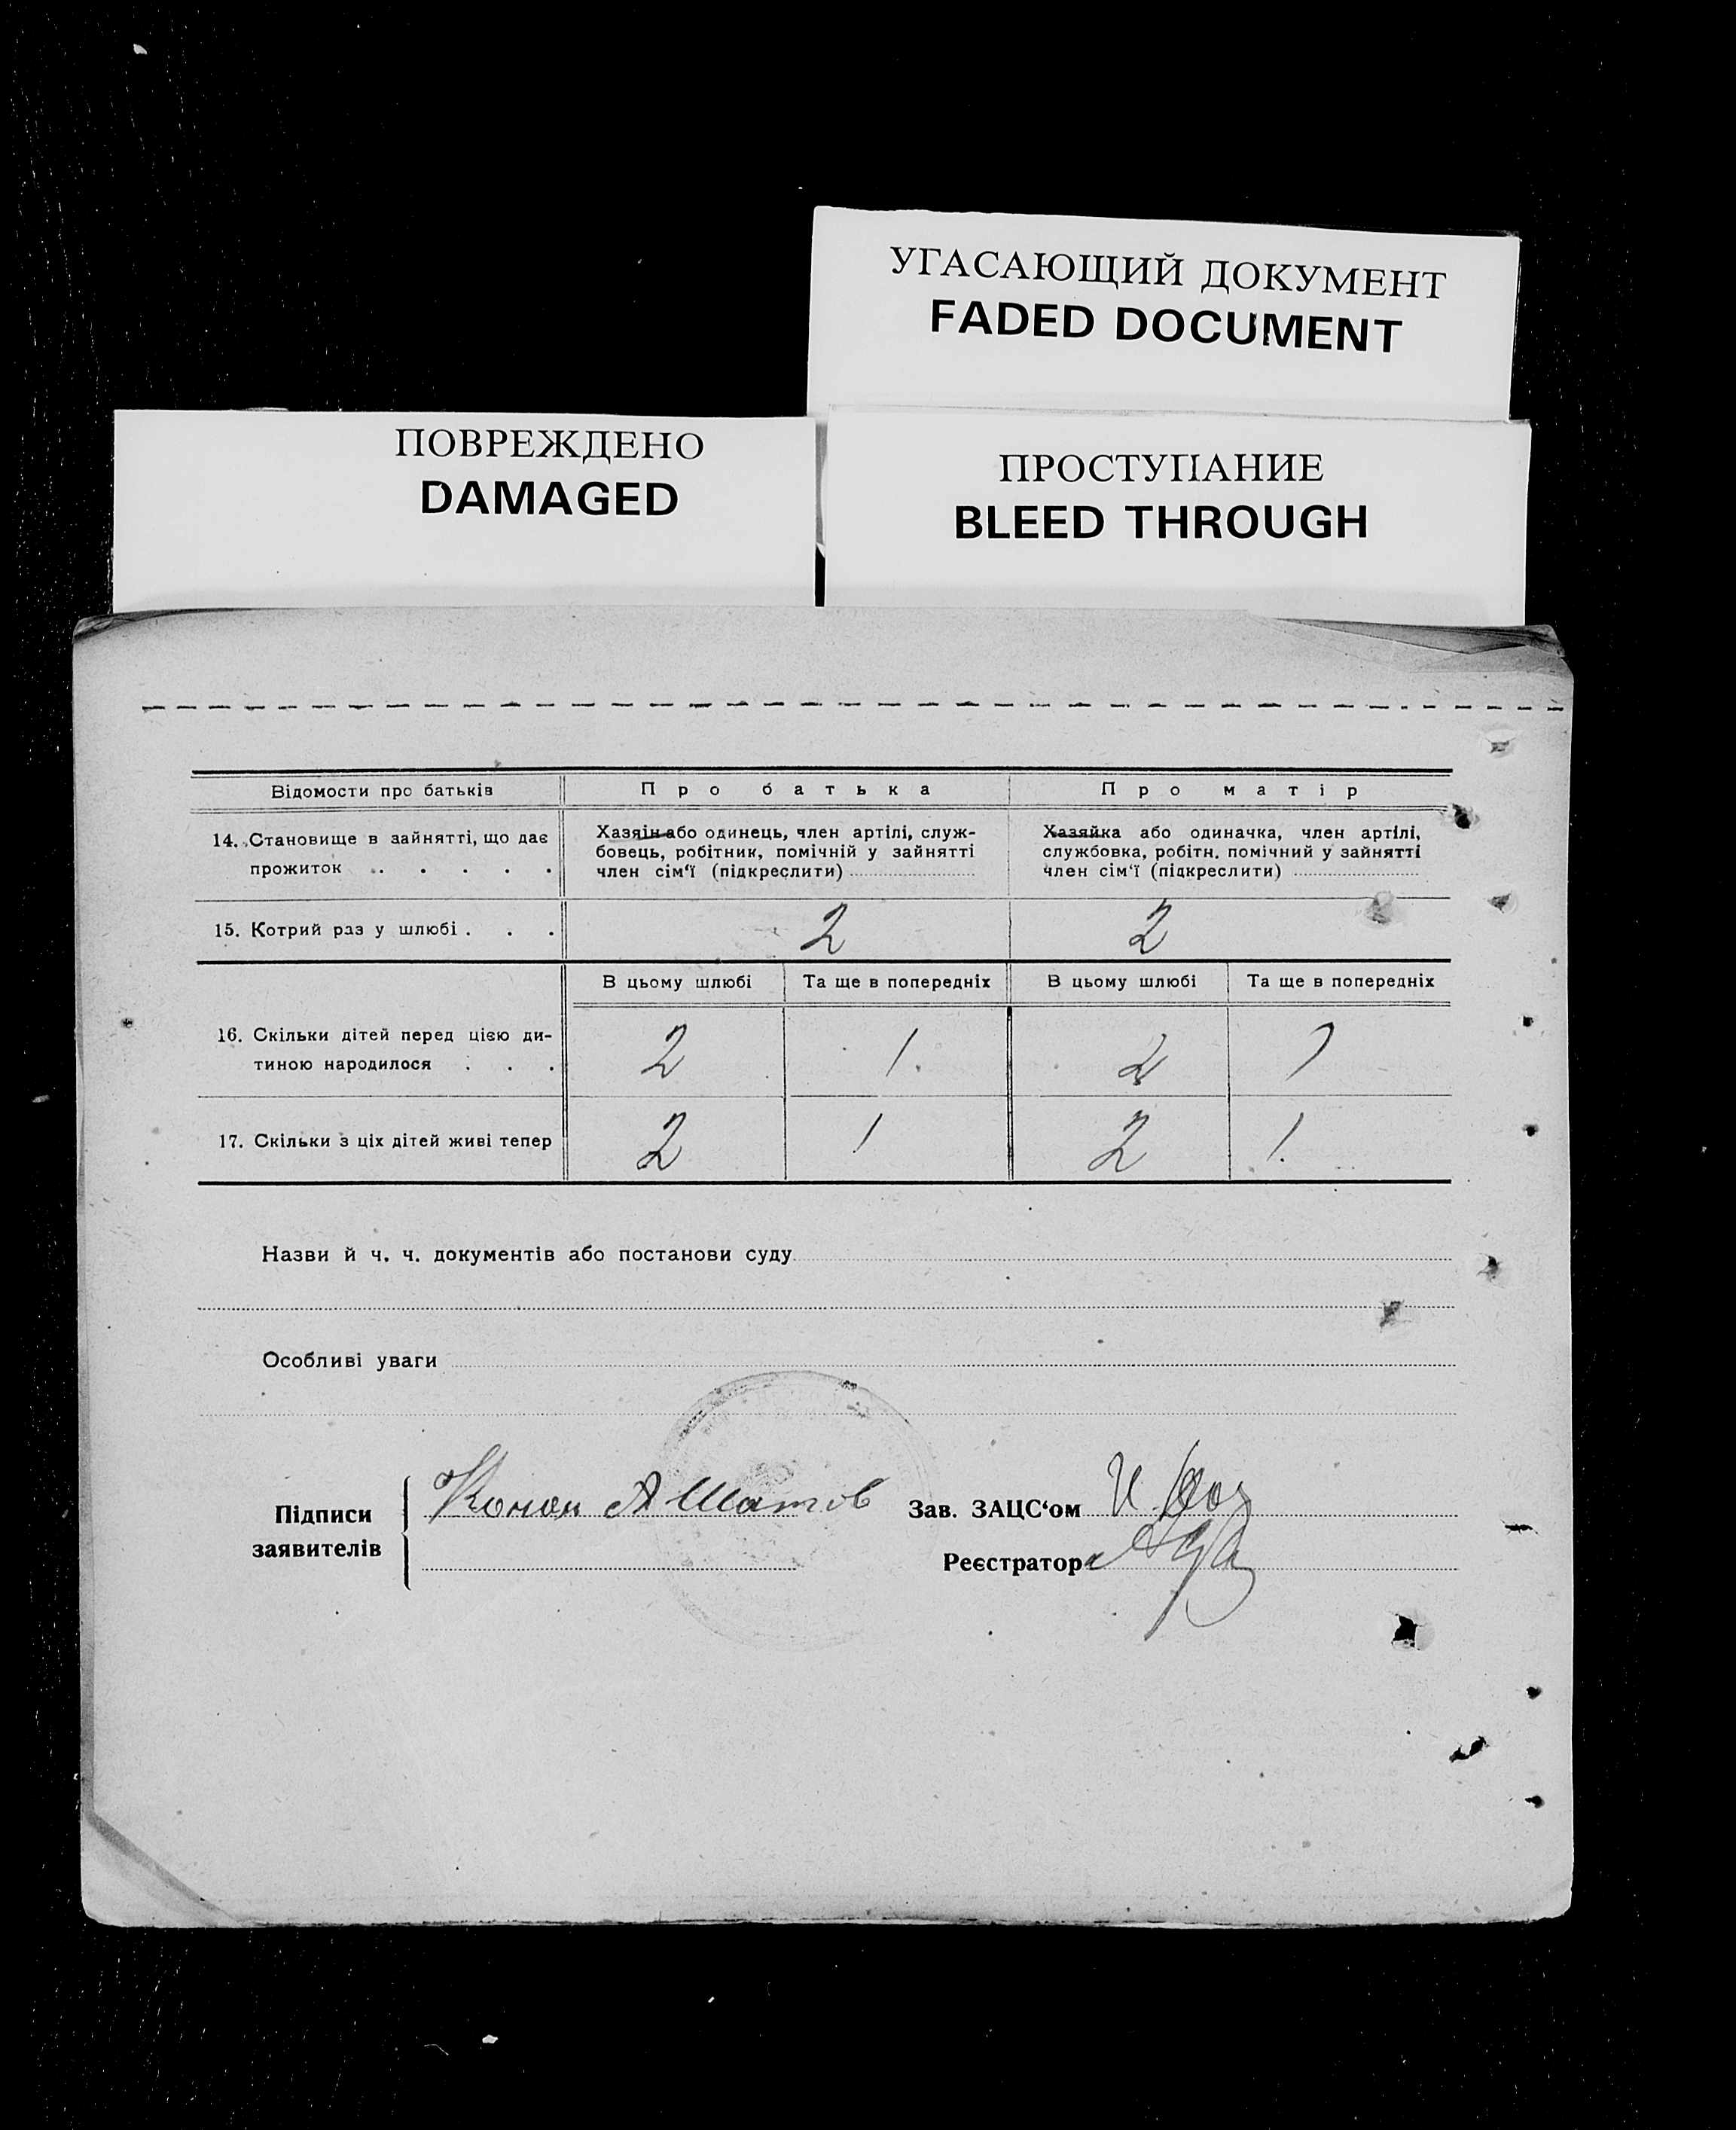 УГАСАЮЩИЙ ДОКУМЕНТ
FADED DOCUMENT
ПОВРЕЖДЕНО
DAMAGED
ПРОСТУПАНИЕ
BLEED THROUGH
Відомости про батьків
Про батька
Про матір
14. Становище в зайнятті, що дає
прожиток . . . . . .
Хазяін або одинець, член артілі, служ-
бовець, робітник, помічній у зайнятті
член сім‘ї (підкреслити)
Хазяйка або одиначка, член артілі,
службовка, робітн. помічний у зайнятті
член сім‘ї (підкреслити)
15. Котрий раз у шлюбі . . . 2 2
В цьому шлюбі Та ще в попередніх В цьому шлюбі Та ще в попередніх
16. Скільки дітей перед цією ди-
тиною народилося . . . 2 1. 2 1
17. Скільки з ціх дітей живі тепер 2 1 2 1.
Назви й ч. ч. документів або постанови суду
Особливі уваги
Підписи
заявителів
А Шатов
Зав. ЗАЦС‘ом
Реєстратор